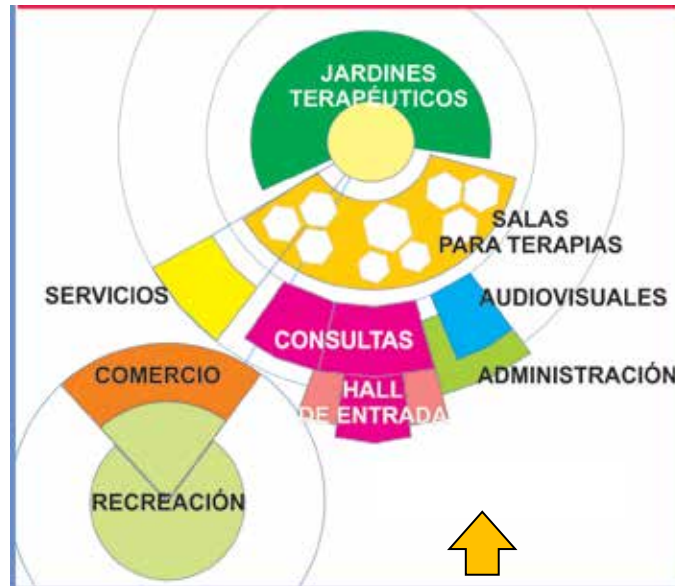 JARDINES
TERAPÉUTICOS
SALAS
PARA TERAPIAS
SERVICIOS
AUDIOVISUALES
CONSULTAS
COMERCIO
ADMINISTRACIÓN
HALL
DE ENTRADA
RECREACIÓN